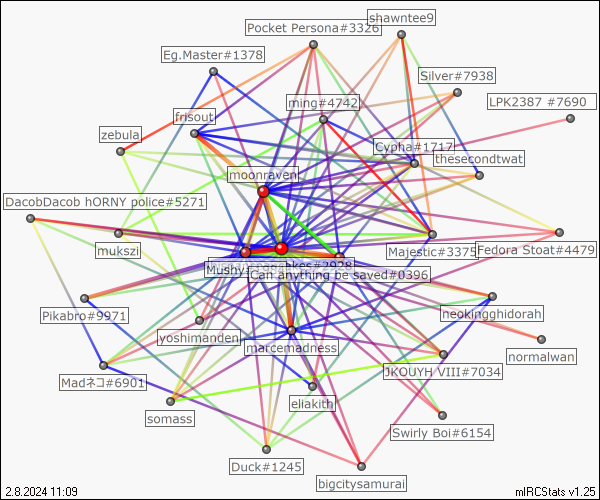 shawntee9
Pocket Persona#3326
Eg.Master#1378
Silver#7938
LPK2387 #7690
ming#4742
frisout
zebula
Cypha#1717
thesecondtwat
moonraven
DacobDacob hORNY police#5271
mukszi
Majestic#3375
Fedora Stoat#4479
Mushy
#2928
Can anything be saved#0396
Pikabro#9971
neokingghidorah
yoshimanden
marcemadness
normalwan
Madネコ#6901
JKOUYH VIII#7034
somass
eliakith
Swirly Boi#6154
Duck#1245
bigcitysamurai
2.8.2024 11:09
mIRCStats v1.25